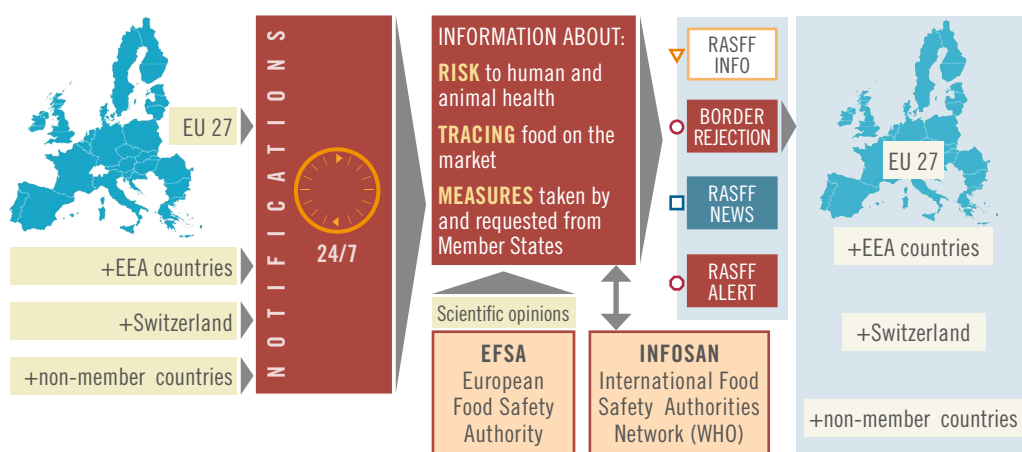 EU 27
+EEA countries
+Switzerland
+non-member countries
NOTIFICATIONS
24/7
INFORMATION ABOUT:
RISK to human and
animal health
TRACING food on the
market
MEASURES taken by
and requested from
Member States
Scientific opinions
EFSA
European
Food Safety
Authority
INFOSAN
International Food
Safety Authorities
Network (WHO)
RASFF
INFO
BORDER
REJECTION
RASFF
NEWS
RASFF
ALERT
EU 27
+EEA countries
+Switzerland
+non-member countries